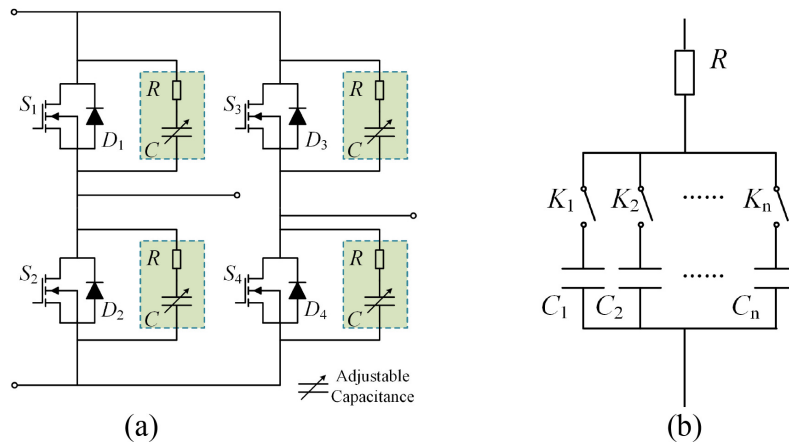 R
R
R
S1
S3
D1
D3
C
C
K1
K2
......
Kn
R
R
S2
S4
D2
D4
C
C
C1
C2
......
Cn
Adjustable
Capacitance
(a)
(b)